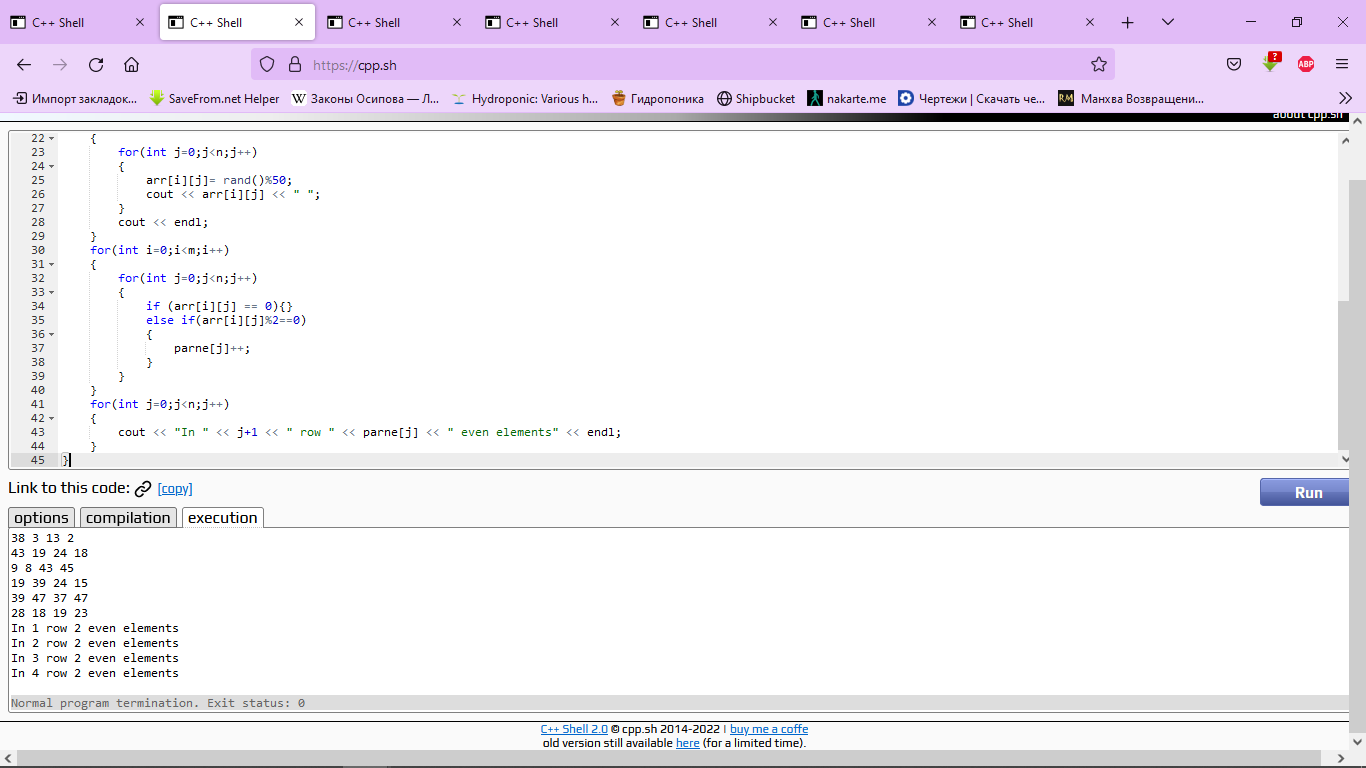 C++ Shell
C++ Shell
C++ Shell
C++ Shell
C++ Shell
C++ Shell
C++ Shell
https://cpp.sh
?
ABP
Импорт закладок...
SaveFrom.net Helper
W Законы Осипова — Л...
Hydroponic: Various h...
Гидропоника
Shipbucket
nakarte.me
Чертежи | Скачать че...
RM Манхва Возвращени...
about cpp.sh
22 {
23 for(int j=0;j<n;j++)
24 {
25 arr[i][j]= rand()%50;
26 cout << arr[i][j] << " ";
27 }
28 cout << endl;
29 }
30 for(int i=0;i<m;i++)
31 {
32 for(int j=0;j<n;j++)
33 {
34 if (arr[i][j] == 0){}
35 else if(arr[i][j]%2==0)
36 {
37 parne[j]++;
38 }
39 }
40 }
41 for(int j=0;j<n;j++)
42 {
43 cout << "In " << j+1 << " row " << parne[j] << " even elements" << endl;
44 }
45 }
Link to this code: [copy]
Run
options compilation execution
38 3 13 2
43 19 24 18
9 8 43 45
19 39 24 15
39 47 37 47
28 18 19 23
In 1 row 2 even elements
In 2 row 2 even elements
In 3 row 2 even elements
In 4 row 2 even elements
Normal program termination. Exit status: 0
C++ Shell 2.0 © cpp.sh 2014-2022 | buy me a coffe
old version still available here (for a limited time).